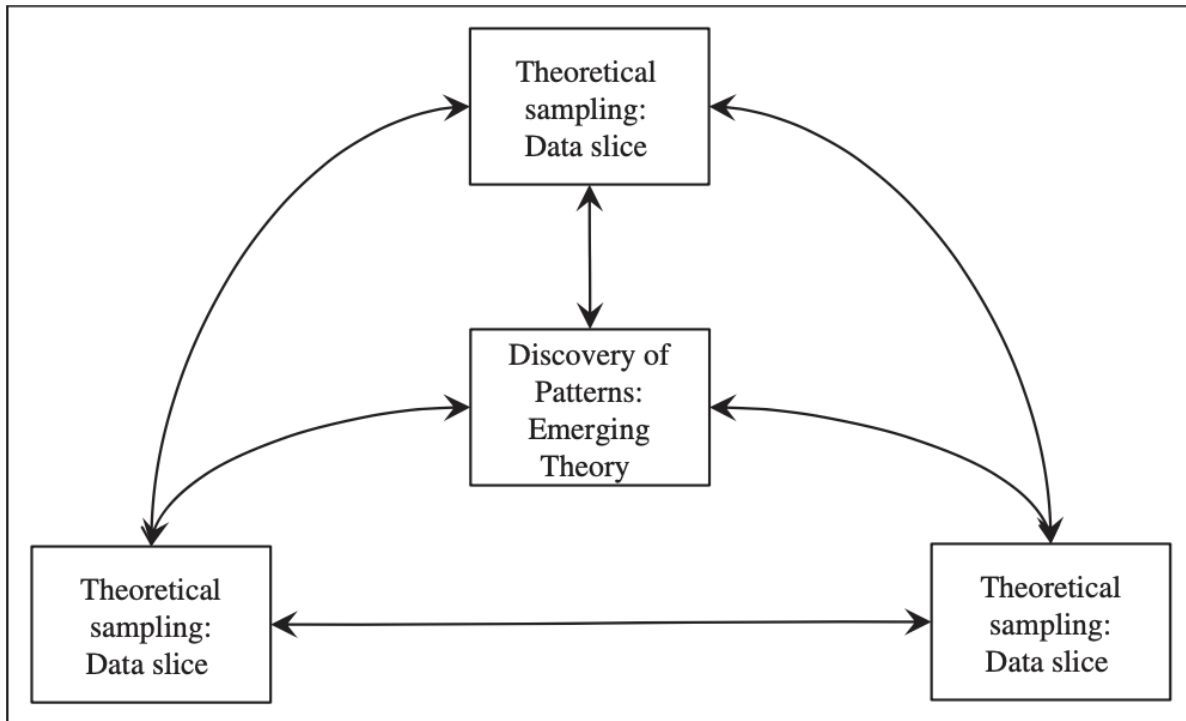 Theoretical
sampling:
Data slice
Discovery of
Patterns:
Emerging
Theory
Theoretical
sampling:
Data slice
Theoretical
sampling:
Data slice